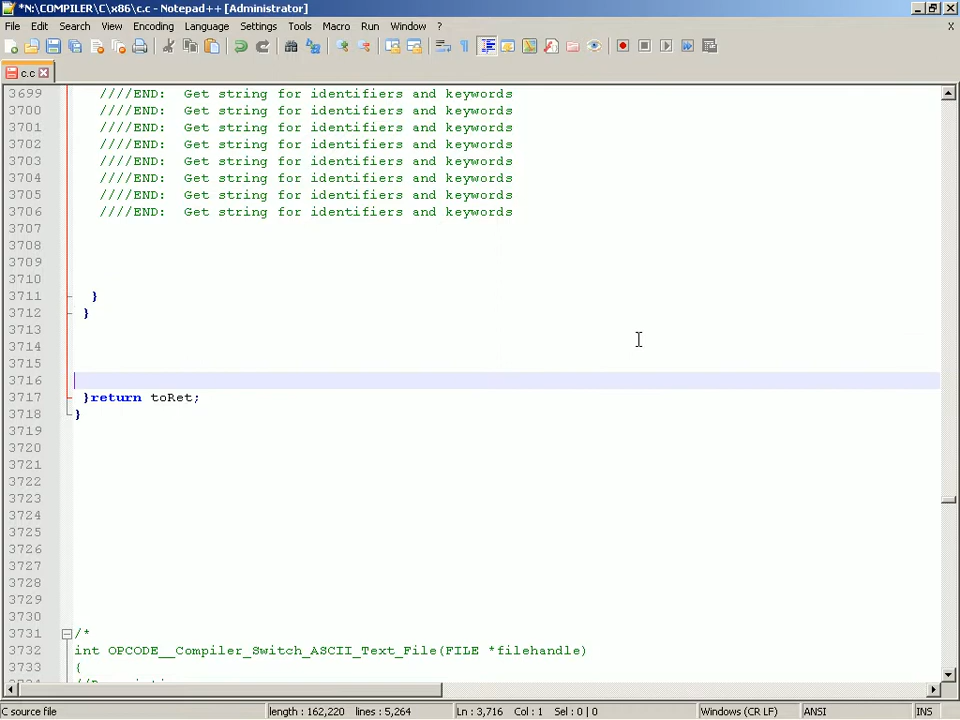 *N:\COMPILER\C\x86\c.c - Notepad++ [Administrator]
File Edit Search View Encoding Language Settings Tools Macro Run Window ? X
c.c
3699 ////END: Get string for identifiers and keywords
3700 ////END: Get string for identifiers and keywords
3701 ////END: Get string for identifiers and keywords
3702 ////END: Get string for identifiers and keywords
3703 ////END: Get string for identifiers and keywords
3704 ////END: Get string for identifiers and keywords
3705 ////END: Get string for identifiers and keywords
3706 ////END: Get string for identifiers and keywords
3707
3708
3709
3710
3711 }
3712 }
3713
3714
3715
3716
3717 }return toRet;
3718 }
3719
3720
3721
3722
3723
3724
3725
3726
3727
3728
3729
3730
3731 /*
3732 int OPCODE__Compiler_Switch_ASCII_Text_File(FILE *filehandle)
3733 {
C source file length : 162,220 lines : 5,264 Ln : 3,716 Col : 1 Sel : 0 | 0 Windows (CR LF) ANSI INS